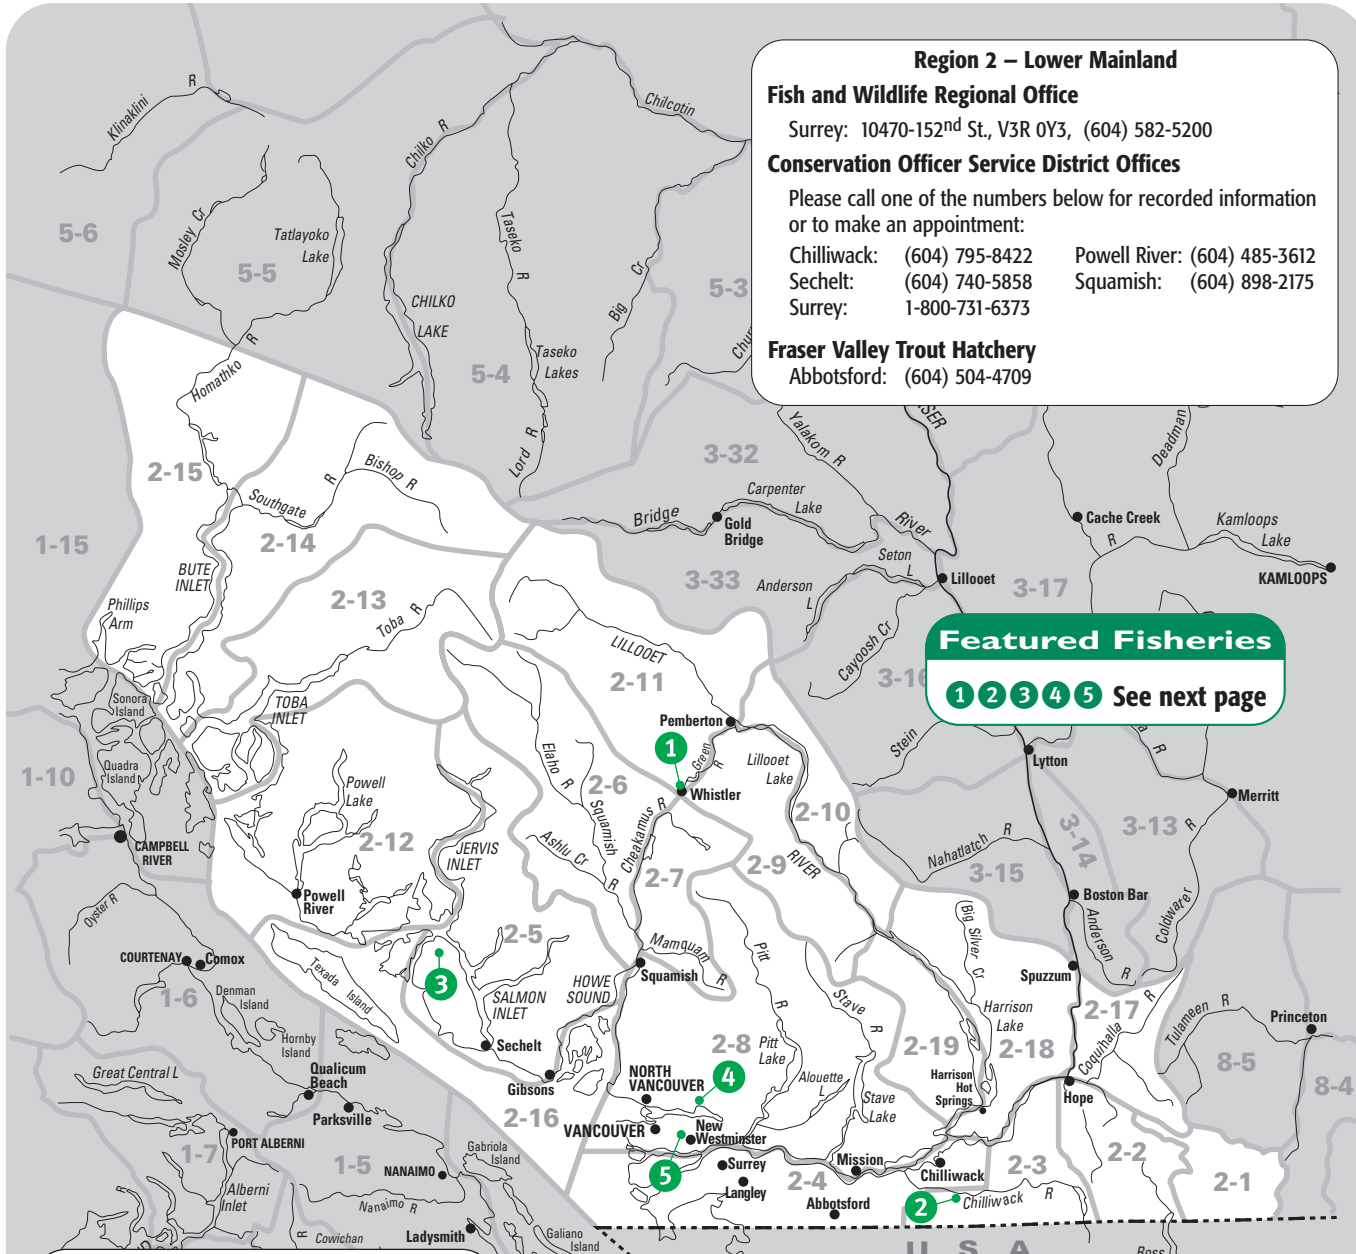 Region 2 – Lower Mainland
Fish and Wildlife Regional Office
Surrey: 10470-152nd St., V3R 0Y3, (604) 582-5200
Conservation Officer Service District Offices
Please call one of the numbers below for recorded information
or to make an appointment:
Chilliwack: (604) 795-8422 Powell River: (604) 485-3612
Sechelt: (604) 740-5858 Squamish: (604) 898-2175
Surrey: 1-800-731-6373
Fraser Valley Trout Hatchery
Abbotsford: (604) 504-4709
Klinaklini R
Chilko R
Chilcotin
5-6
Mosley Cr
Tatlayoko
Lake
5-5
Taseko R
Big Cr
5-3
CHILKO
LAKE
Homathko R
5-4
Taseko
Lakes
Lord R
Yalakom R
3-32
Deadman
2-15
Southgate R
Bishop R
2-14
Bridge
Gold
Bridge
Carpenter
Lake
River
Cache Creek
R
Kamloops
Lake
KAMLOOPS
1-15
BUTE
INLET
3-33
Seton
L
Anderson
L
Lillooet
3-17
Phillips
Arm
2-13
Toba R
Cayoosh Cr
Featured Fisheries
1 2 3 4 5 See next page
LILLOOET
2-11
3-16
Sonora
Island
TOBA
INLET
Pemberton
1
Green
R
Lillooet
Lake
Stein
Lytton
1-10
Quadra
Island
Powell
Lake
Elaho R
2-6
Squamish
R
Whistler
2-10
Merritt
3-14
3-13
CAMPBELL
RIVER
2-12
JERVIS
INLET
Ashlu Cr
Cheakamus R
2-7
2-9
RIVER
Nahatlatch R
3-15
Boston Bar
Anderson
R
Coldwater
R
Oyster R
Powell
River
COURTENAY
Comox
1-6
Texada
Island
3
2-5
SALMON
INLET
HOWE
SOUND
Squamish
Mamquam
R
Pitt
R
Stave
R
Big Silver Cr
Harrison
Lake
Spuzzum
2-17
Coquihalla R
Tulameen R
Princeton
Denman
Island
Hornby
Island
Sechelt
2-8
Pitt
Lake
2-19
2-18
8-5
8-4
Great Central L
Qualicum
Beach
Parksville
Gibsons
2-16
NORTH
VANCOUVER
4
Alouette
L
Stave
Lake
Harrison
Hot
Springs
Hope
VANCOUVER
New
Westminster
PORT ALBERNI
1-7
1-5
Gabriola
Island
NANAIMO
5
Surrey
Langley
2-4
Mission
Chilliwack
2-3
2-2
2-1
Alberni
Inlet
Nanaimo R
Abbotsford
2
Chilliwack R
R
Cowichan
Ladysmith
Galiano
Island
U S A
Ross